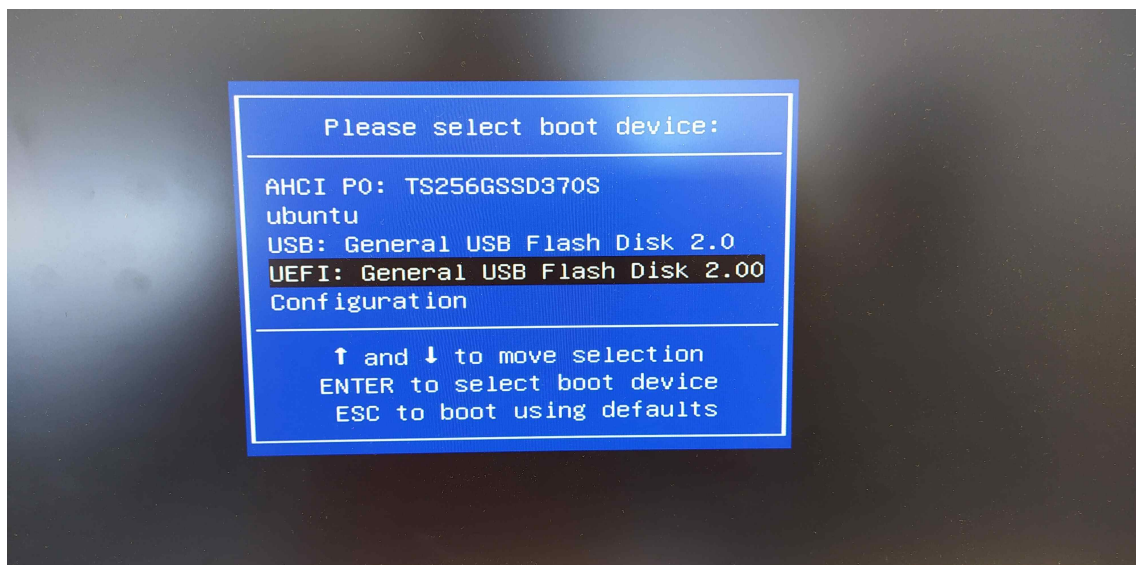 Please select boot device:
AHCI P0: TS256GSSD370S
ubuntu
USB: General USB Flash Disk 2.0
UEFI: General USB Flash Disk 2.00
Configuration
↑ and ↓ to move selection
ENTER to select boot device
ESC to boot using defaults